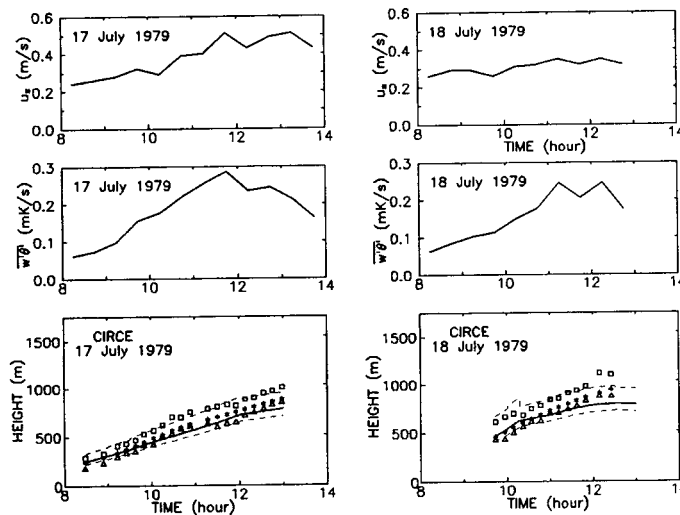 17 July 1979
u* (m/s)
0.6
0.4
0.2
0.0
8 10 12 14
18 July 1979
u* (m/s)
0.6
0.4
0.2
0.0
8 10 12 14
TIME (hour)
17 July 1979
w'θ' (mK/s)
0.3
0.2
0.1
0.0
8 10 12 14
18 July 1979
w'θ' (mK/s)
0.3
0.2
0.1
0.0
8 10 12 14
CIRCE
17 July 1979
HEIGHT (m)
1500
1000
500
0
8 10 12 14
TIME (hour)
CIRCE
18 July 1979
HEIGHT (m)
1500
1000
500
0
8 10 12 14
TIME (hour)